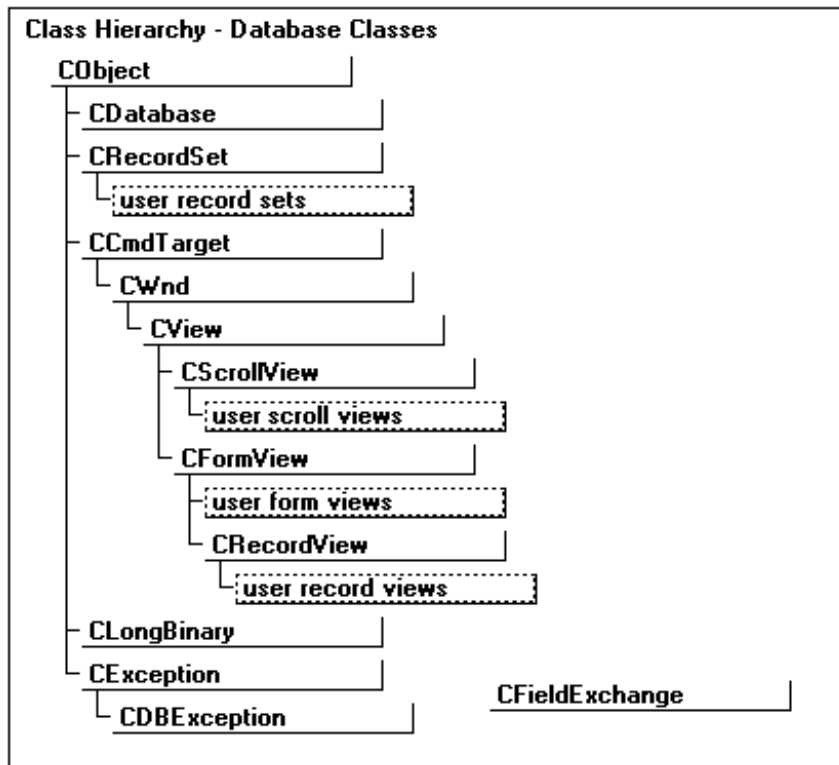 Class Hierarchy - Database Classes
CObject
CDatabase
CRecordSet
user record sets
CCmdTarget
CWnd
CView
CScrollView
user scroll views
CFormView
user form views
CRecordView
user record views
CLongBinary
CException
CFieldExchange
CDBException